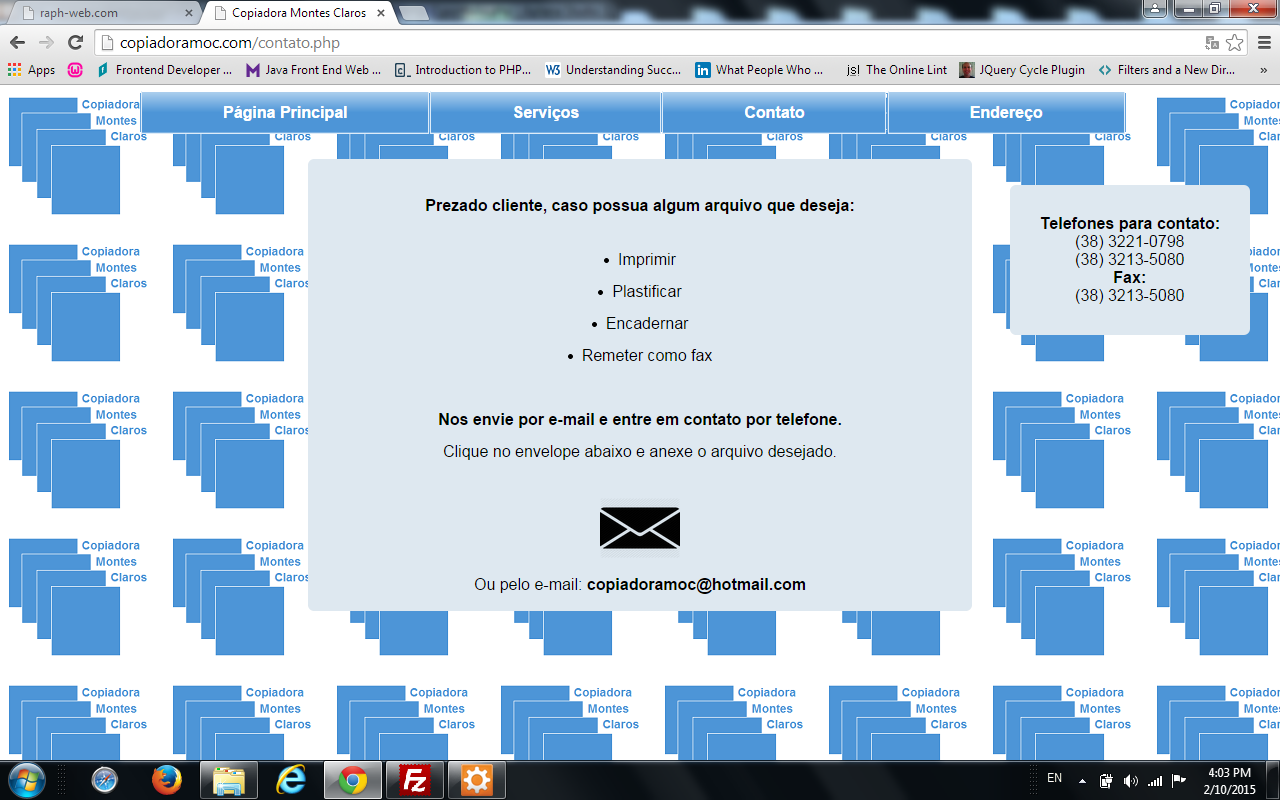 raph-web.com
Copiadora Montes Claros
copiadoramoc.com/contato.php
Apps
Frontend Developer ...
Java Front End Web ...
Introduction to PHP...
Understanding Succ...
What People Who ...
The Online Lint
JQuery Cycle Plugin
Filters and a New Dir...
»
Página Principal
Serviços
Contato
Endereço
Copiadora
Montes
Claros
Prezado cliente, caso possua algum arquivo que deseja:
• Imprimir
• Plastificar
• Encadernar
• Remeter como fax
Nos envie por e-mail e entre em contato por telefone.
Clique no envelope abaixo e anexe o arquivo desejado.
Ou pelo e-mail: copiadoramoc@hotmail.com
Telefones para contato:
(38) 3221-0798
(38) 3213-5080
Fax:
(38) 3213-5080
EN
4:03 PM
2/10/2015